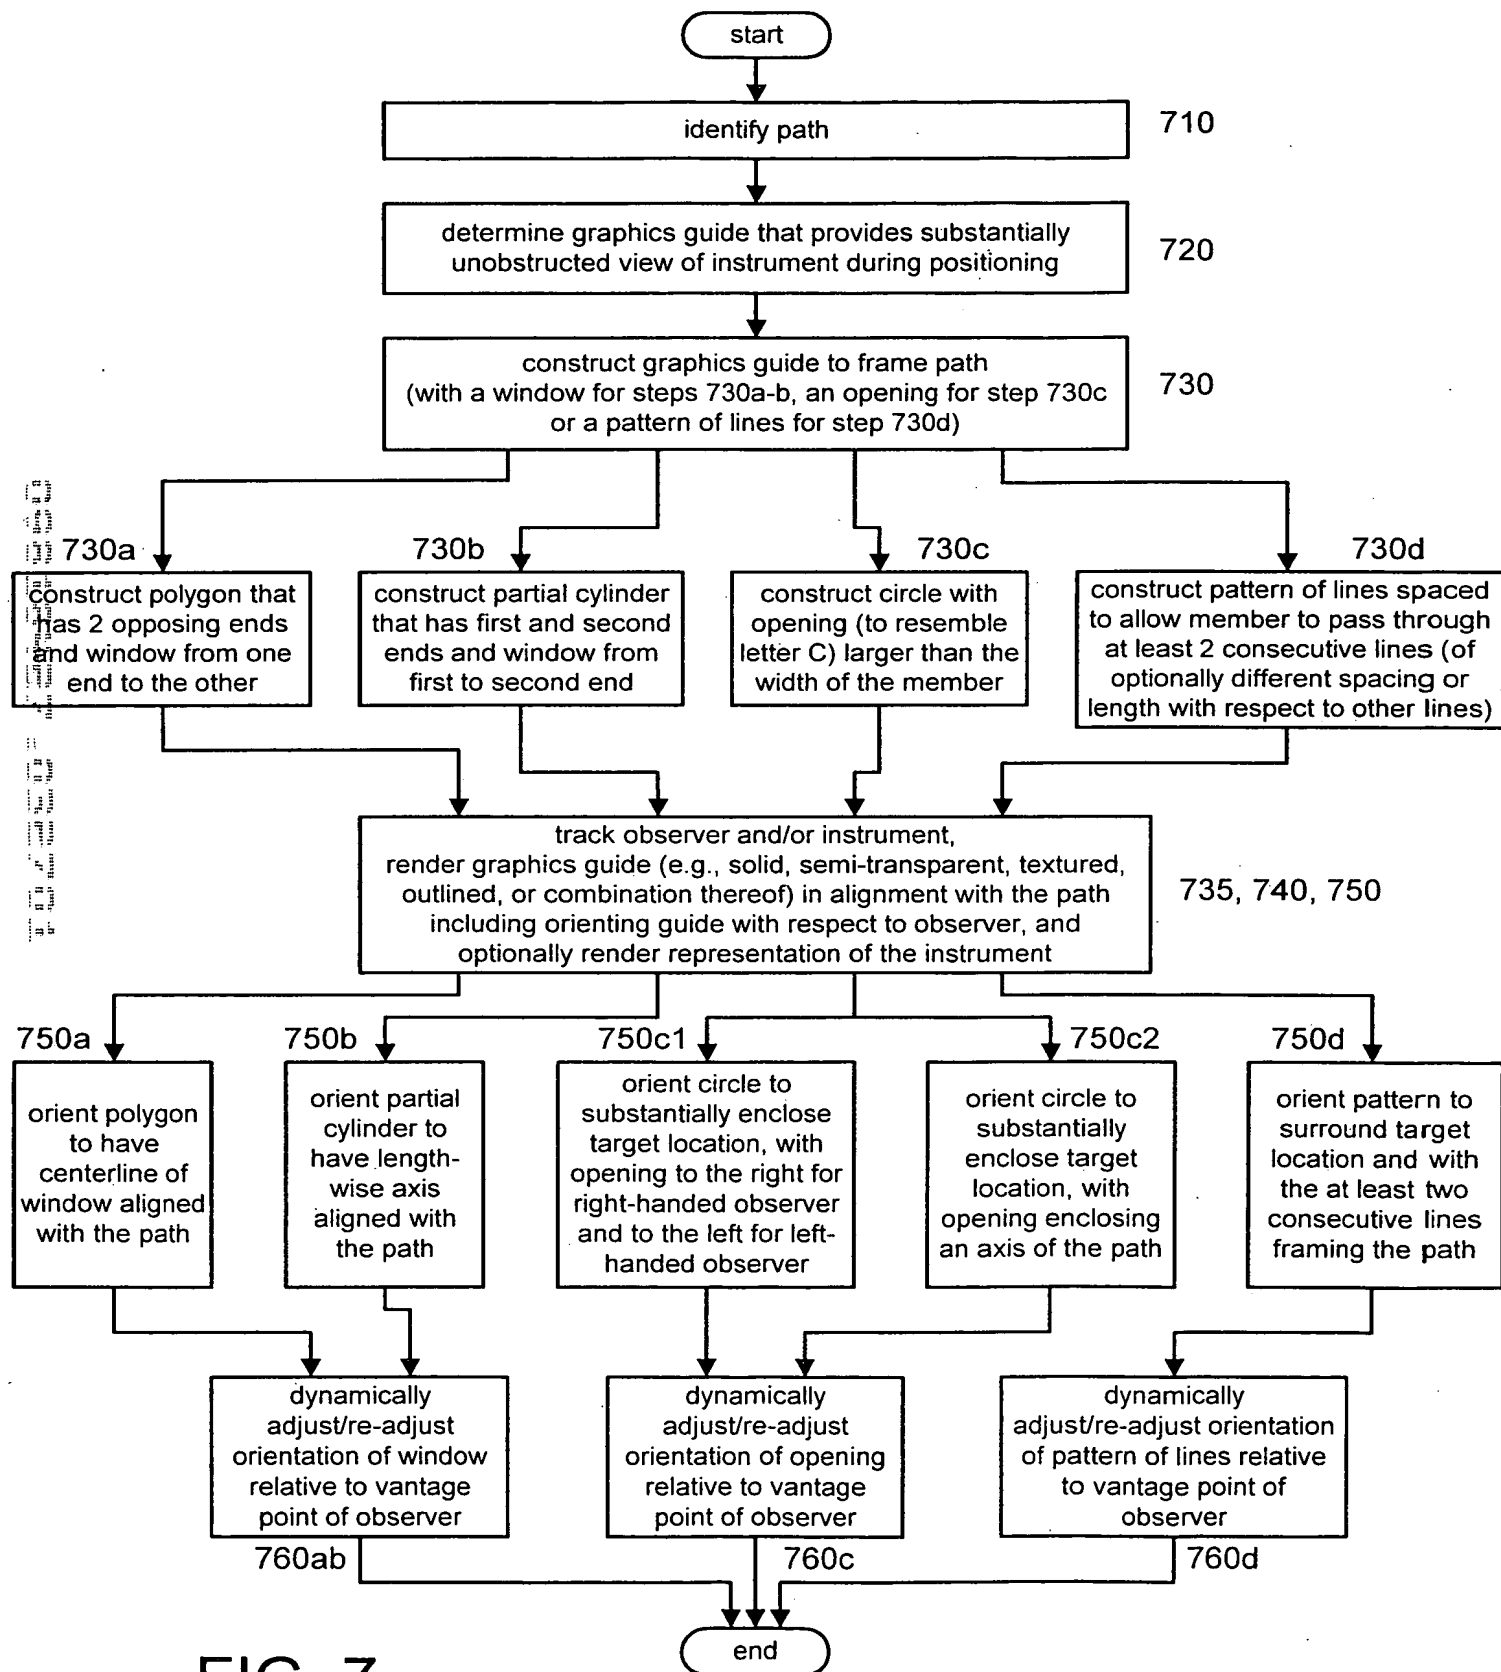 start
identify path
710
determine graphics guide that provides substantially
unobstructed view of instrument during positioning
720
construct graphics guide to frame path
(with a window for steps 730a-b, an opening for step 730c
or a pattern of lines for step 730d)
730
730a
construct polygon that
has 2 opposing ends
and window from one
end to the other
730b
construct partial cylinder
that has first and second
ends and window from
first to second end
730c
construct circle with
opening (to resemble
letter C) larger than the
width of the member
730d
construct pattern of lines spaced
to allow member to pass through
at least 2 consecutive lines (of
optionally different spacing or
length with respect to other lines)
track observer and/or instrument,
render graphics guide (e.g., solid, semi-transparent, textured,
outlined, or combination thereof) in alignment with the path
including orienting guide with respect to observer, and
optionally render representation of the instrument
735, 740, 750
750a
orient polygon
to have
centerline of
window aligned
with the path
750b
orient partial
cylinder to
have length-
wise axis
aligned with
the path
750c1
orient circle to
substantially enclose
target location, with
opening to the right for
right-handed observer
and to the left for left-
handed observer
750c2
orient circle to
substantially
enclose target
location, with
opening enclosing
an axis of the path
750d
orient pattern to
surround target
location and with
the at least two
consecutive lines
framing the path
dynamically
adjust/re-adjust
orientation of window
relative to vantage
point of observer
760ab
dynamically
adjust/re-adjust
orientation of opening
relative to vantage
point of observer
760c
dynamically
adjust/re-adjust orientation
of pattern of lines relative
to vantage point of
observer
760d
end
FIG. 7